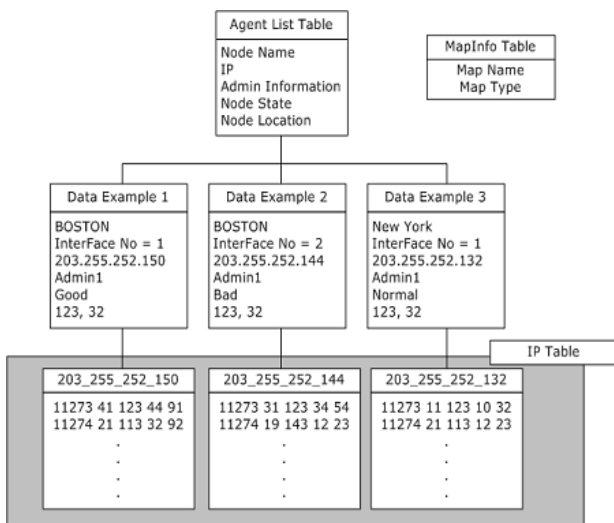 Agent List Table
Node Name
IP
Admin Information
Node State
Node Location
MapInfo Table
Map Name
Map Type
Data Example 1
BOSTON
InterFace No = 1
203.255.252.150
Admin1
Good
123, 32
Data Example 2
BOSTON
InterFace No = 2
203.255.252.144
Admin1
Bad
123, 32
Data Example 3
New York
InterFace No = 1
203.255.252.132
Admin1
Normal
123, 32
IP Table
203_255_252_150
11273 41 123 44 91
11274 21 113 32 92
.
.
.
.
203_255_252_144
11273 31 123 34 54
11274 19 143 12 23
.
.
.
.
203_255_252_132
11273 11 123 10 32
11274 21 113 12 23
.
.
.
.